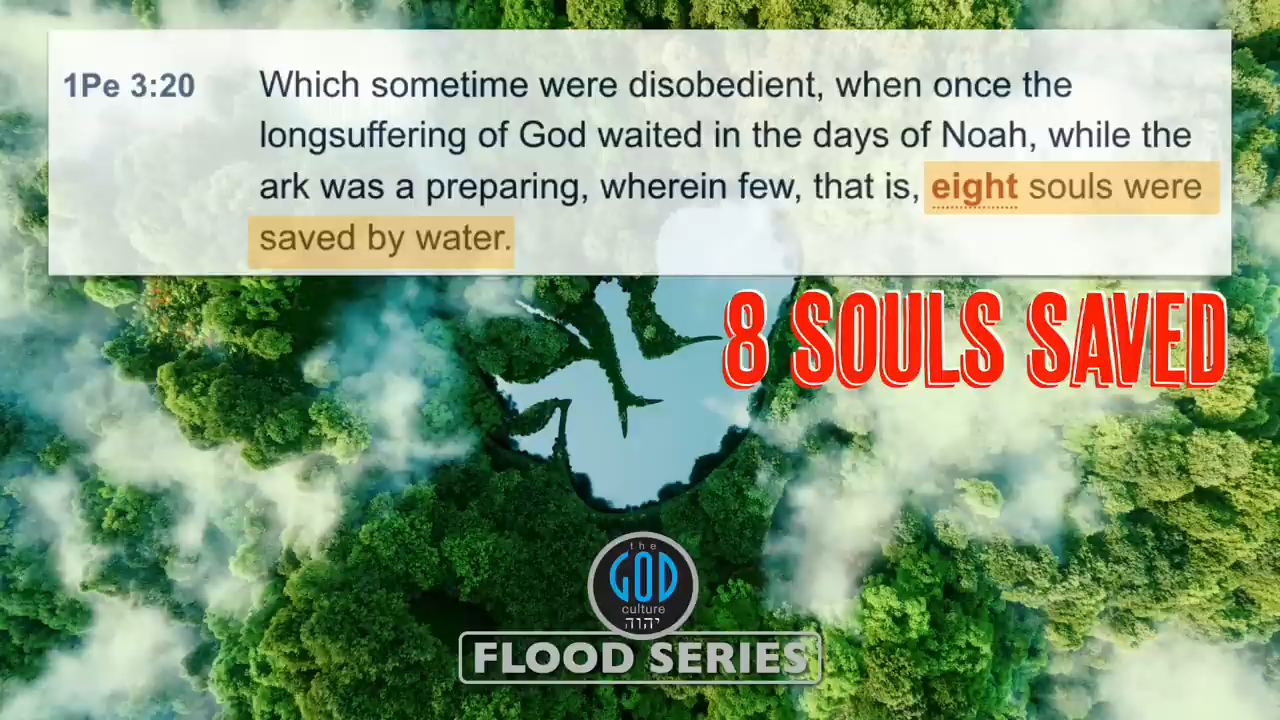 1Pe 3:20 Which sometime were disobedient, when once the
longsuffering of God waited in the days of Noah, while the
ark was a preparing, wherein few, that is, eight souls were
saved by water.
8 SOULS SAVED
the
GOD
culture
יהוה
FLOOD SERIES